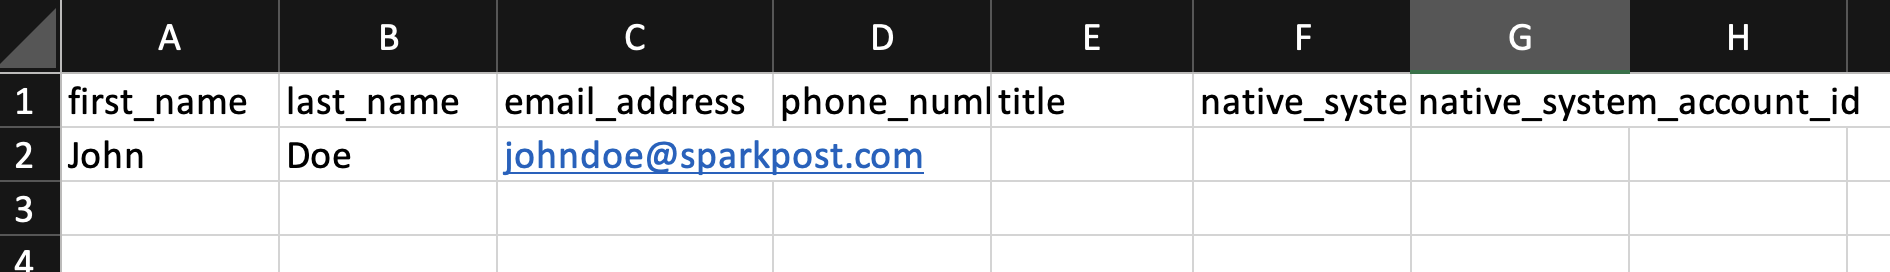 A B C D E F G H
1 first_name last_name email_address phone_numl title native_syste native_system_account_id
2 John Doe johndoe@sparkpost.com
3
4